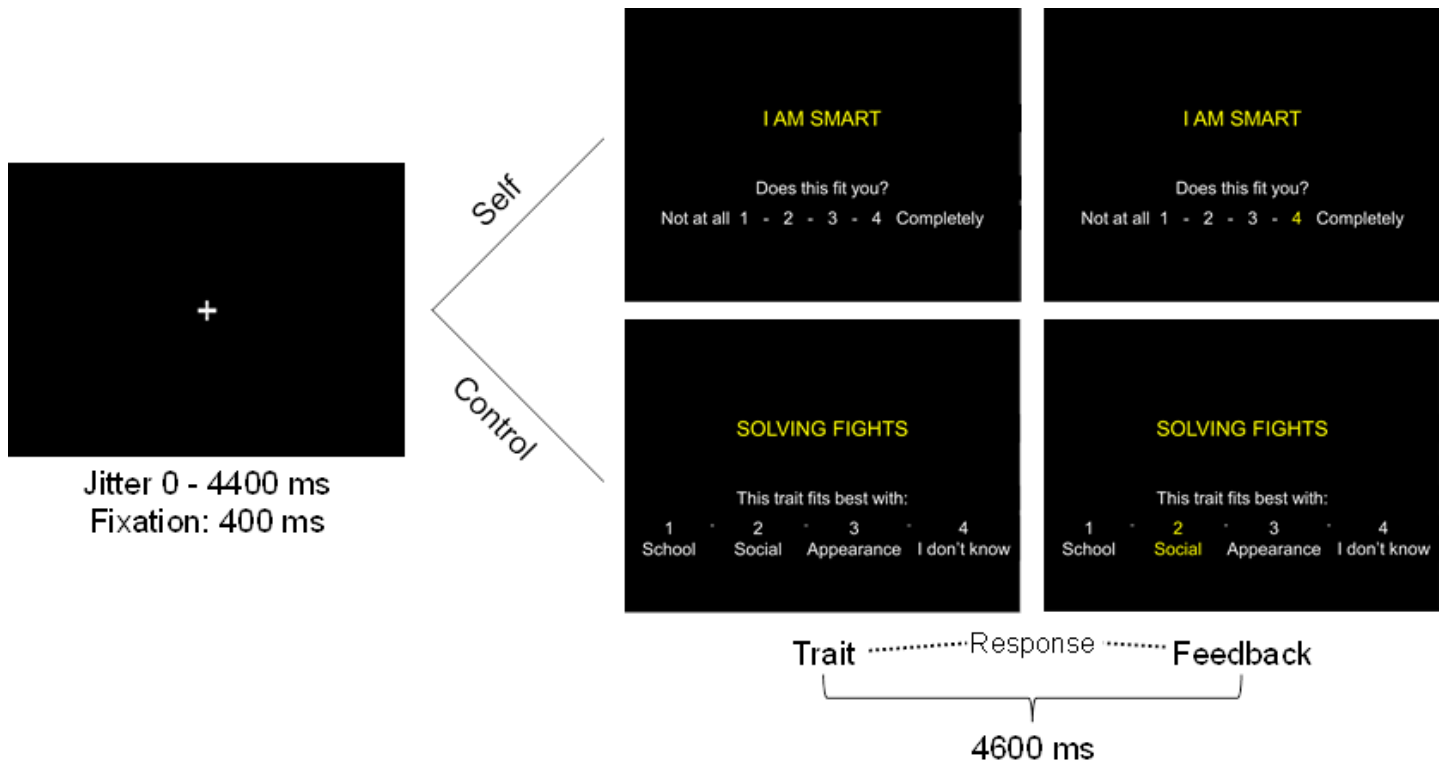 +
Jitter 0 - 4400 ms
Fixation: 400 ms
Self
Control
I AM SMART
Does this fit you?
Not at all 1 - 2 - 3 - 4 Completely
I AM SMART
Does this fit you?
Not at all 1 - 2 - 3 - 4 Completely
SOLVING FIGHTS
This trait fits best with:
1 - 2 - 3 - 4
School Social Appearance I don't know
SOLVING FIGHTS
This trait fits best with:
1 - 2 - 3 - 4
School Social Appearance I don't know
Trait Response Feedback
4600 ms